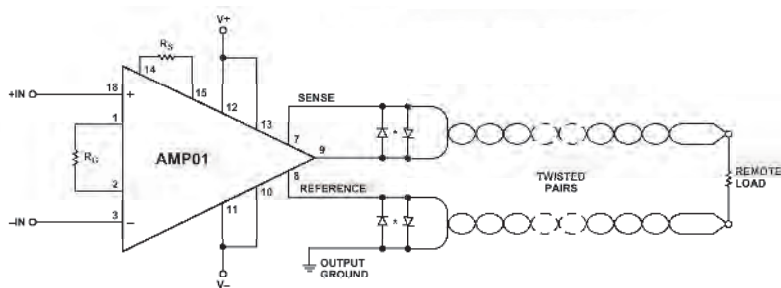 V+
RS
14
15
+IN
18
+
12
13
SENSE
1
7
9
RG
AMP01
TWISTED
PAIRS
REMOTE
LOAD
8
2
REFERENCE
10
–IN
3
–
11
*
*
OUTPUT
GROUND
V–